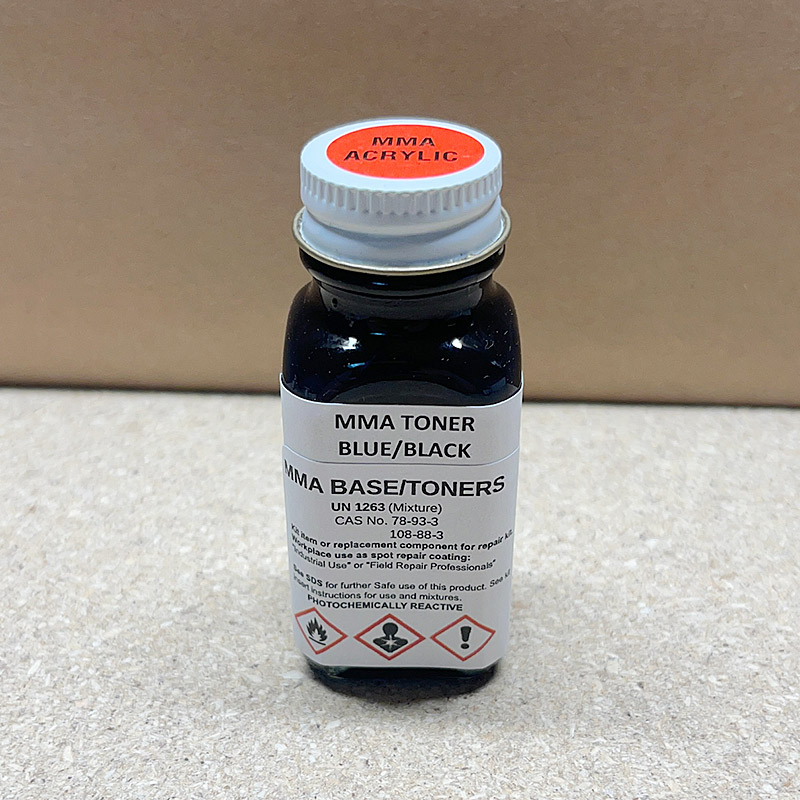 MMA
ACRYLIC
MMA TONER
BLUE/BLACK
MMA BASE/TONERS
UN 1263 (Mixture)
CAS No. 78-93-3
108-88-3
Kit item or replacement component for repair kit.
Workplace use as spot repair coating:
"Industrial Use" or "Field Repair Professionals"
See SDS for further Safe use of this product. See kit
insert instructions for use and mixtures.
PHOTOCHEMICALLY REACTIVE